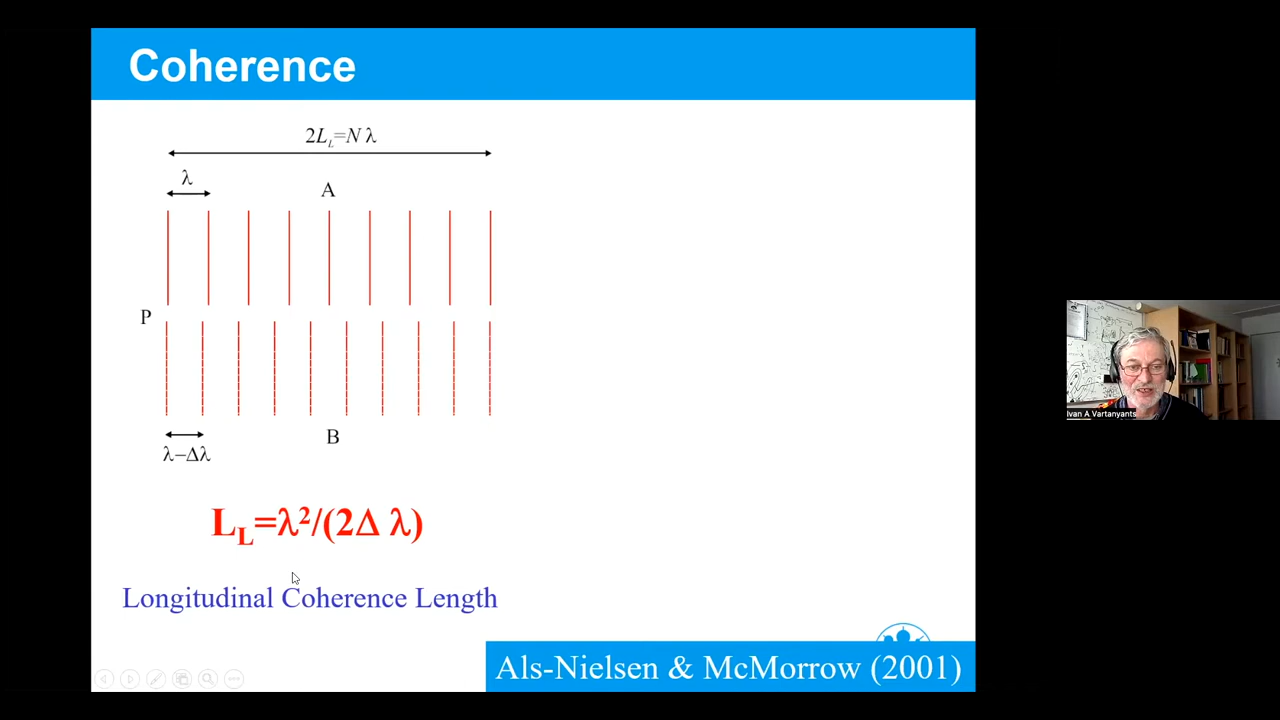 Coherence
2L_L=N λ
λ
A
P
B
λ−Δλ
L_L=λ²/(2Δ λ)
Longitudinal Coherence Length
Als-Nielsen & McMorrow (2001)
Ivan A Vartanyants